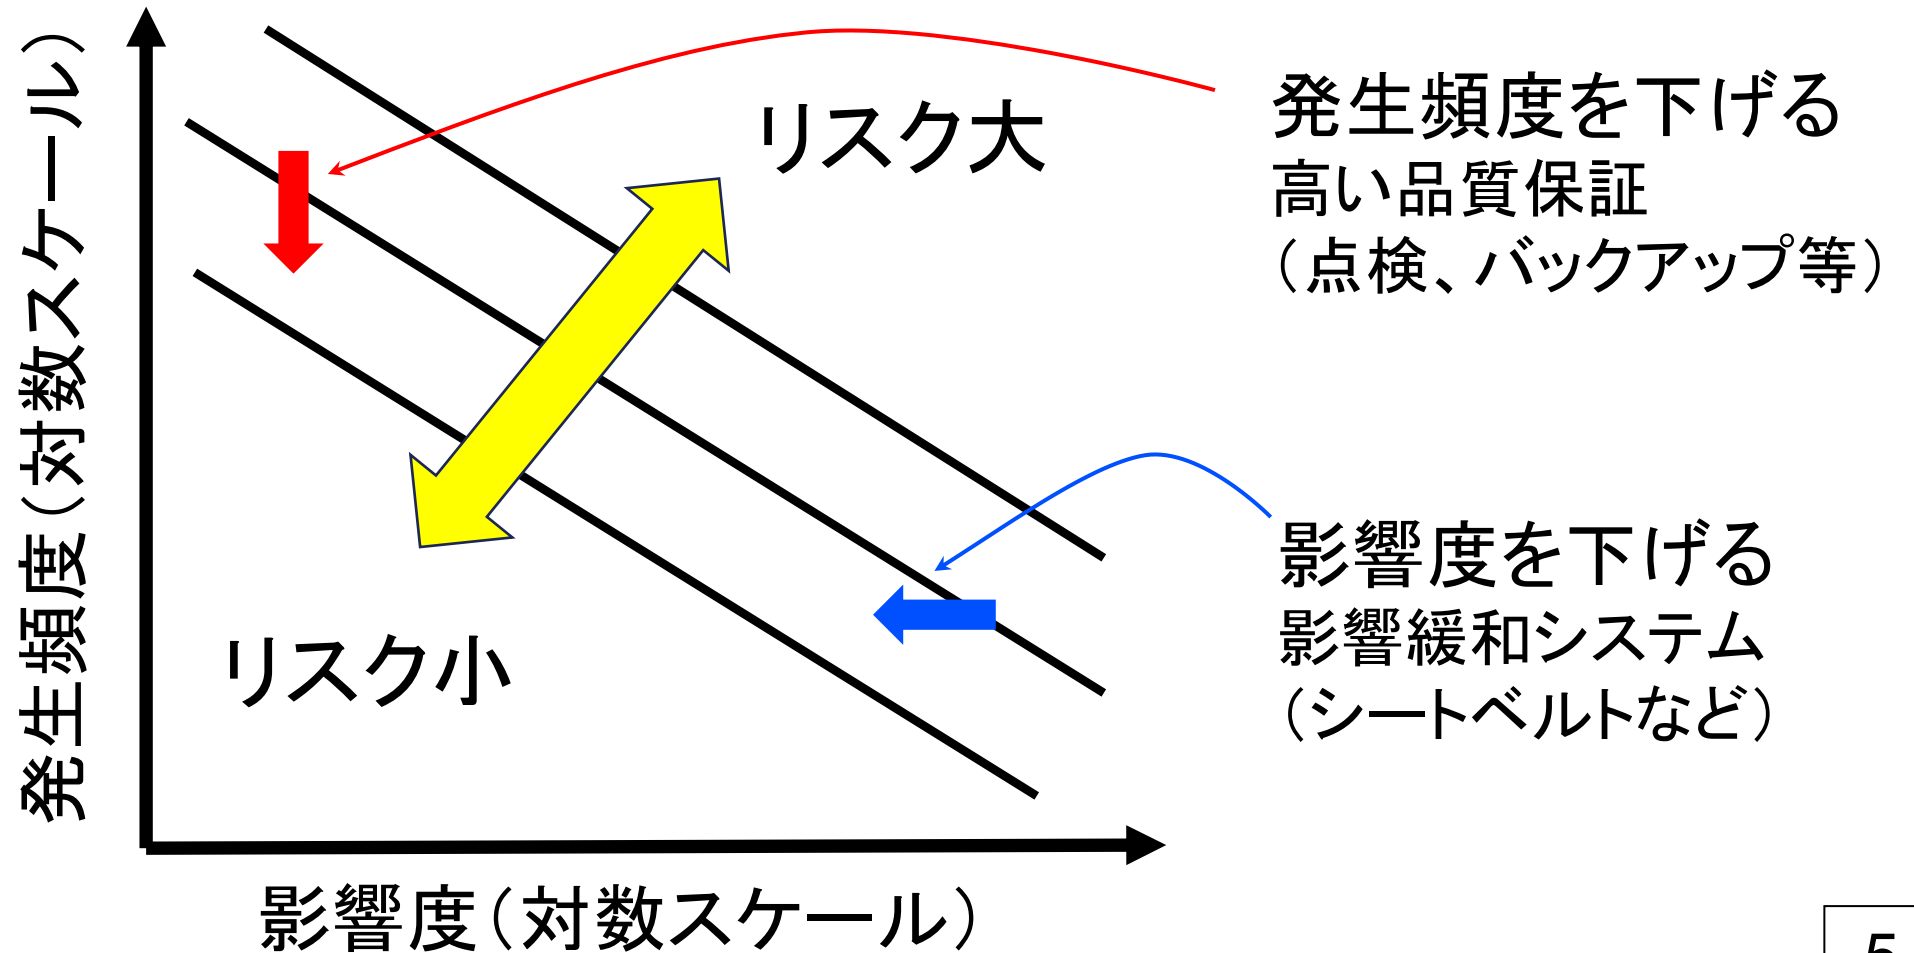 発生頻度(対数スケール)
リスク大
発生頻度を下げる
高い品質保証
(点検、バックアップ等)
リスク小
影響度を下げる
影響緩和システム
(シートベルトなど)
影響度(対数スケール)
5